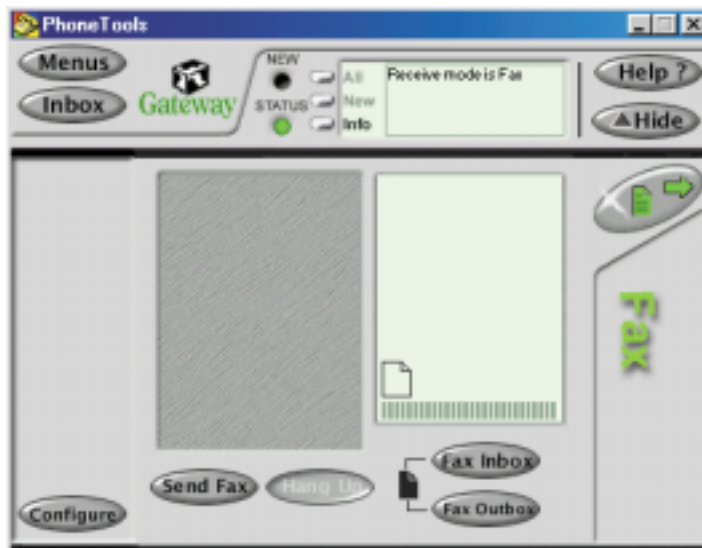 PhoneTools
Menus
Inbox
Gateway
NEW
STATUS
All
New
Info
Receive mode is Fax
Help ?
Hide
Fax
Send Fax
Hang Up
Fax Inbox
Fax Outbox
Configure